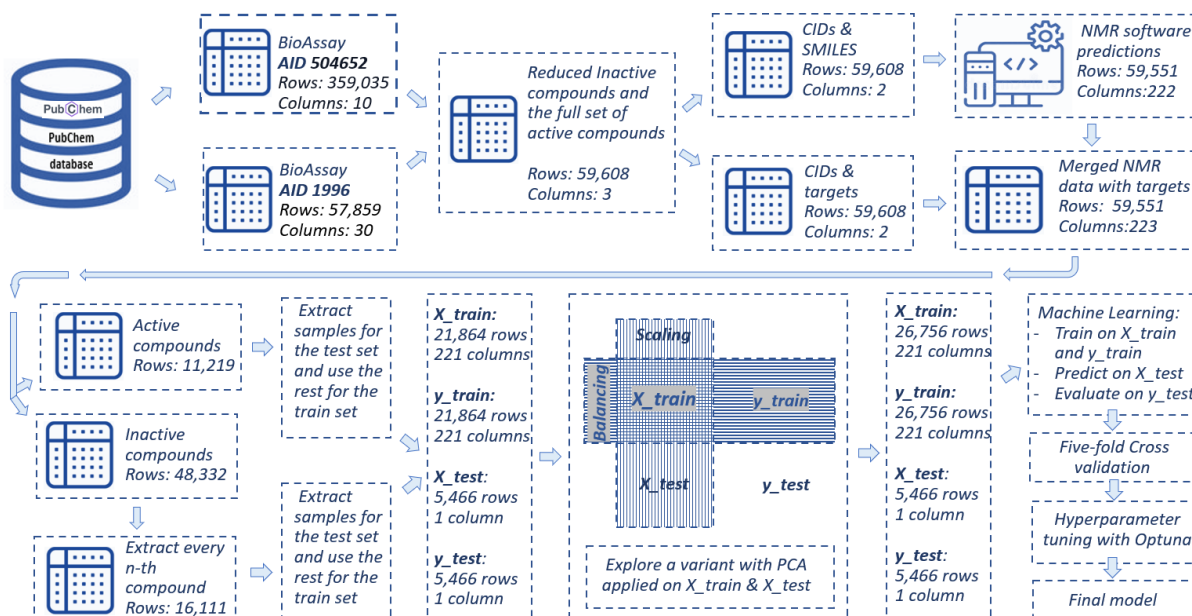 PubChem
PubChem
database
BioAssay
AID 504652
Rows: 359,035
Columns: 10
BioAssay
AID 1996
Rows: 57,859
Columns: 30
Reduced Inactive
compounds and
the full set of
active compounds
Rows: 59,608
Columns: 3
CIDs &
SMILES
Rows: 59,608
Columns: 2
CIDs &
targets
Rows: 59,608
Columns: 2
NMR software
predictions
Rows: 59,551
Columns:222
Merged NMR
data with targets
Rows: 59,551
Columns:223
Active
compounds
Rows: 11,219
Inactive
compounds
Rows: 48,332
Extract every
n-th
compound
Rows: 16,111
Extract
samples for
the test set
and use the
rest for the
train set
Extract
samples for
the test set
and use the
rest for the
train set
X_train:
21,864 rows
221 columns
y_train:
21,864 rows
221 columns
X_test:
5,466 rows
1 column
y_test:
5,466 rows
1 column
Scaling
Balancing
X_train
y_train
X_test
y_test
Explore a variant with PCA
applied on X_train & X_test
X_train:
26,756 rows
221 columns
y_train:
26,756 rows
221 columns
X_test:
5,466 rows
1 column
y_test:
5,466 rows
1 column
Machine Learning:
- Train on X_train
and y_train
- Predict on X_test
- Evaluate on y_test
Five-fold Cross
validation
Hyperparameter
tuning with Optuna
Final model